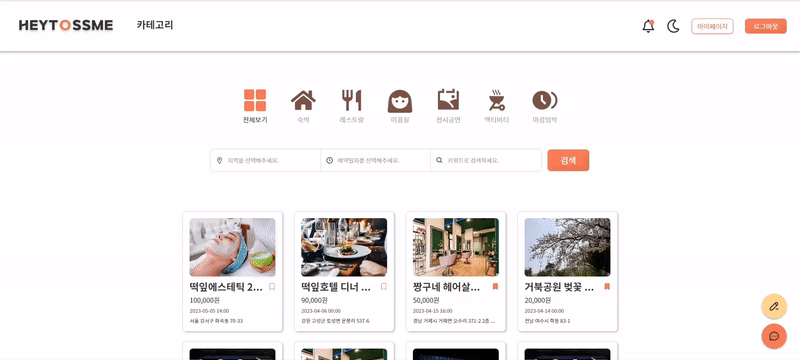 HEYTOSSME 카테고리 마이페이지 로그아웃
전체보기 숙박 레스토랑 미용실 전시공연 액티비티 마감임박
지역을 선택해주세요. 예약일자를 선택해주세요. 키워드로 검색하세요. 검색
떡잎에스테틱 2...
100,000원
2023-05-05 14:00
서울 강서구 화곡동 70-33
떡잎호텔 디너 ...
90,000원
2023-04-06 00:00
강원 고성군 토성면 운봉리 537-6
짱구네 헤어살...
50,000원
2023-04-15 16:00
경남 거제시 거제면 오수리 371-2 2층 ...
거북공원 벚꽃 ...
20,000원
2023-04-14 00:00
전남 여수시 학동 83-1